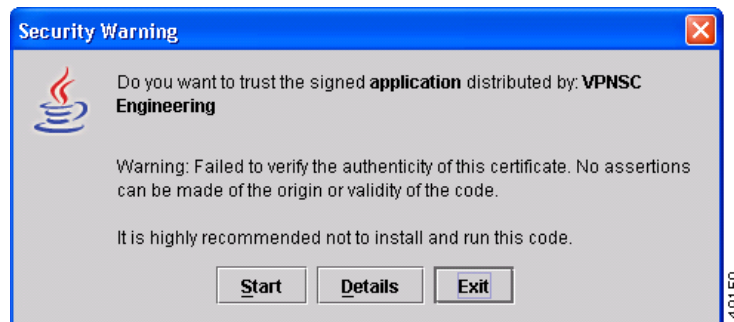 Security Warning
Do you want to trust the signed application distributed by: VPNSC
Engineering
Warning: Failed to verify the authenticity of this certificate. No assertions
can be made of the origin or validity of the code.
It is highly recommended not to install and run this code.
Start Details Exit